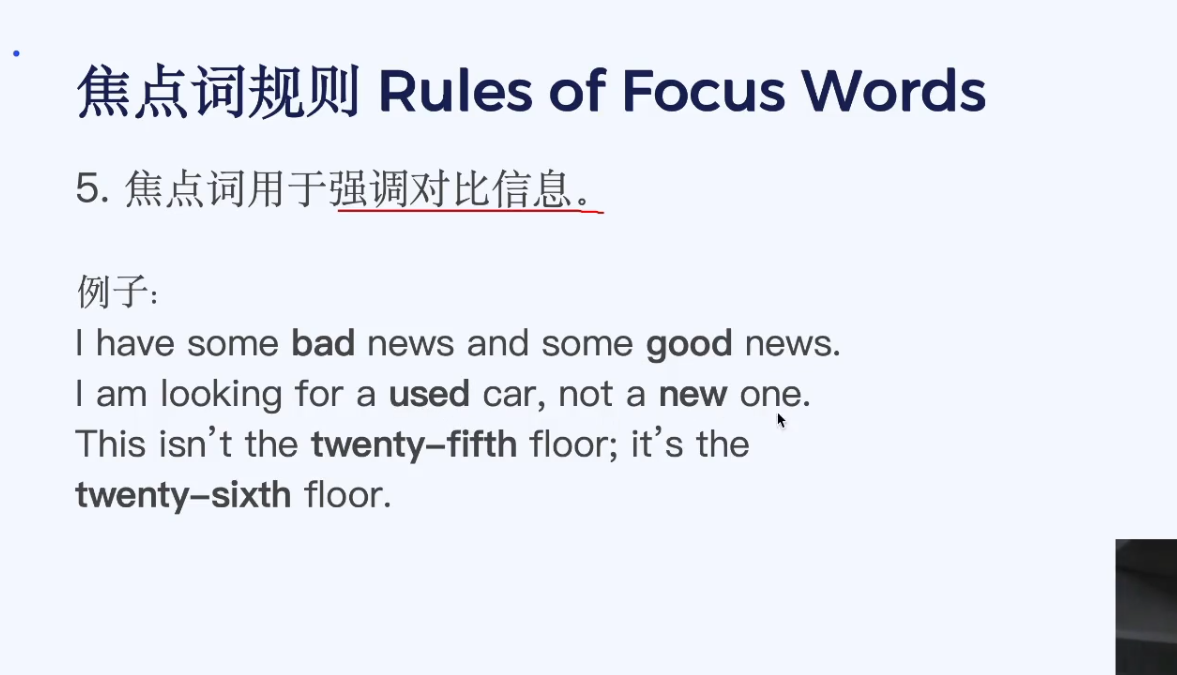 焦点词规则 Rules of Focus Words
5. 焦点词用于强调对比信息。
例子:
I have some bad news and some good news.
I am looking for a used car, not a new one.
This isn’t the twenty–fifth floor; it’s the
twenty–sixth floor.